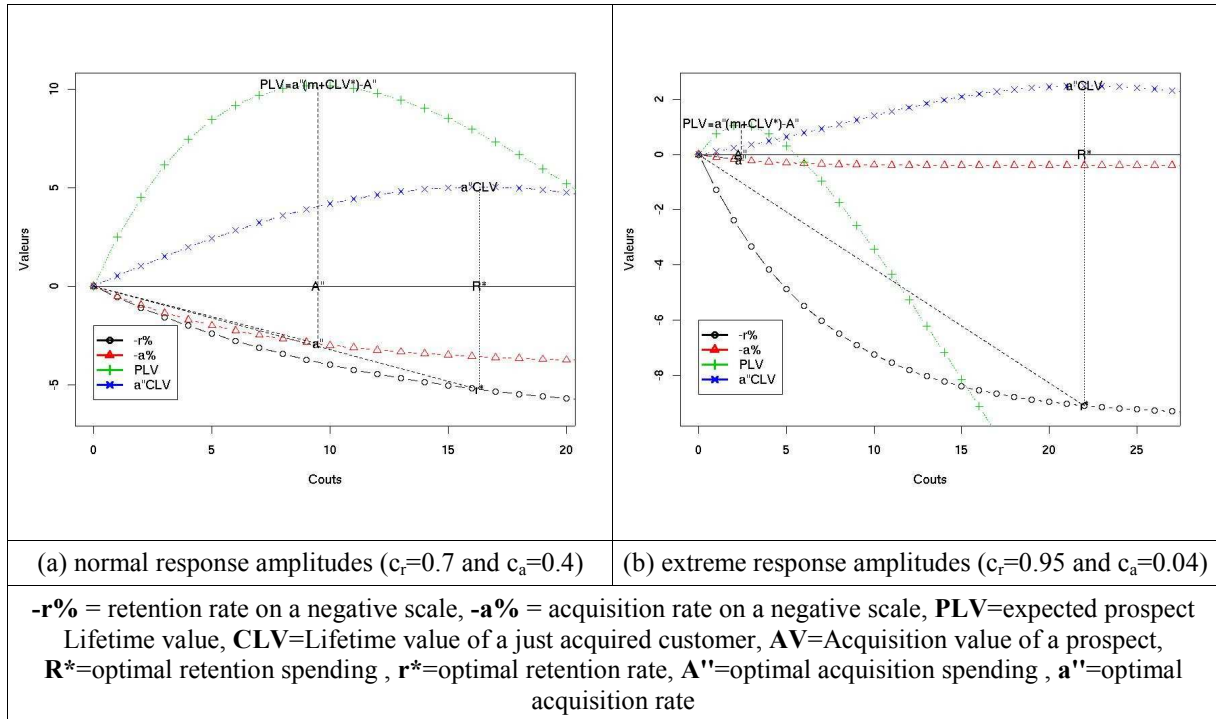 PLV=a"(m+CLV*)-A"
10
5
0
-5
Valeurs
a"CLV
A"
R*
a"
r*
-r%
-a%
PLV
a"CLV
0
5
10
15
20
Couts
a"CLV
PLV=a"(m+CLV*)-A"
2
0
-2
-4
-6
-8
Valeurs
A"
a"
R*
r*
-r%
-a%
PLV
a"CLV
0
5
10
15
20
25
Couts
(a) normal response amplitudes (cr=0.7 and ca=0.4)
(b) extreme response amplitudes (cr=0.95 and ca=0.04)
-r% = retention rate on a negative scale, -a% = acquisition rate on a negative scale, PLV=expected prospect
Lifetime value, CLV=Lifetime value of a just acquired customer, AV=Acquisition value of a prospect,
R*=optimal retention spending , r*=optimal retention rate, A''=optimal acquisition spending , a''=optimal
acquisition rate